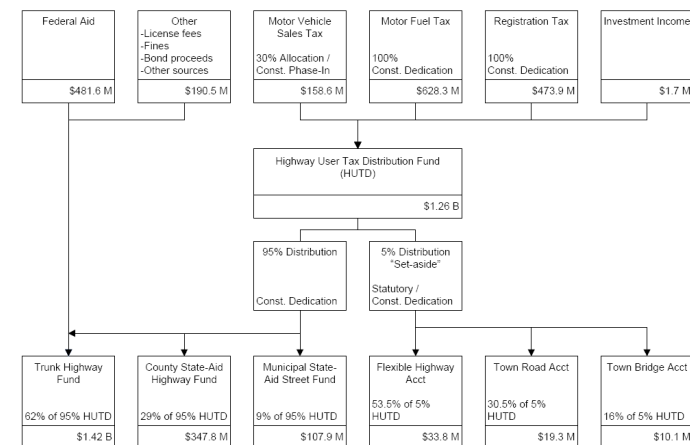 Federal Aid
$481.6 M
Other
-License fees
-Fines
-Bond proceeds
-Other sources
$190.5 M
Motor Vehicle
Sales Tax
30% Allocation /
Const. Phase-In
$158.6 M
Motor Fuel Tax
100%
Const. Dedication
$628.3 M
Registration Tax
100%
Const. Dedication
$473.9 M
Investment Income
$1.7 M
Highway User Tax Distribution Fund
(HUTD)
$1.26 B
95% Distribution
Const. Dedication
5% Distribution
"Set-aside"
Statutory /
Const. Dedication
Trunk Highway
Fund
62% of 95% HUTD
$1.42 B
County State-Aid
Highway Fund
29% of 95% HUTD
$347.8 M
Municipal State-
Aid Street Fund
9% of 95% HUTD
$107.9 M
Flexible Highway
Acct
53.5% of 5%
HUTD
$33.8 M
Town Road Acct
30.5% of 5%
HUTD
$19.3 M
Town Bridge Acct
16% of 5% HUTD
$10.1 M